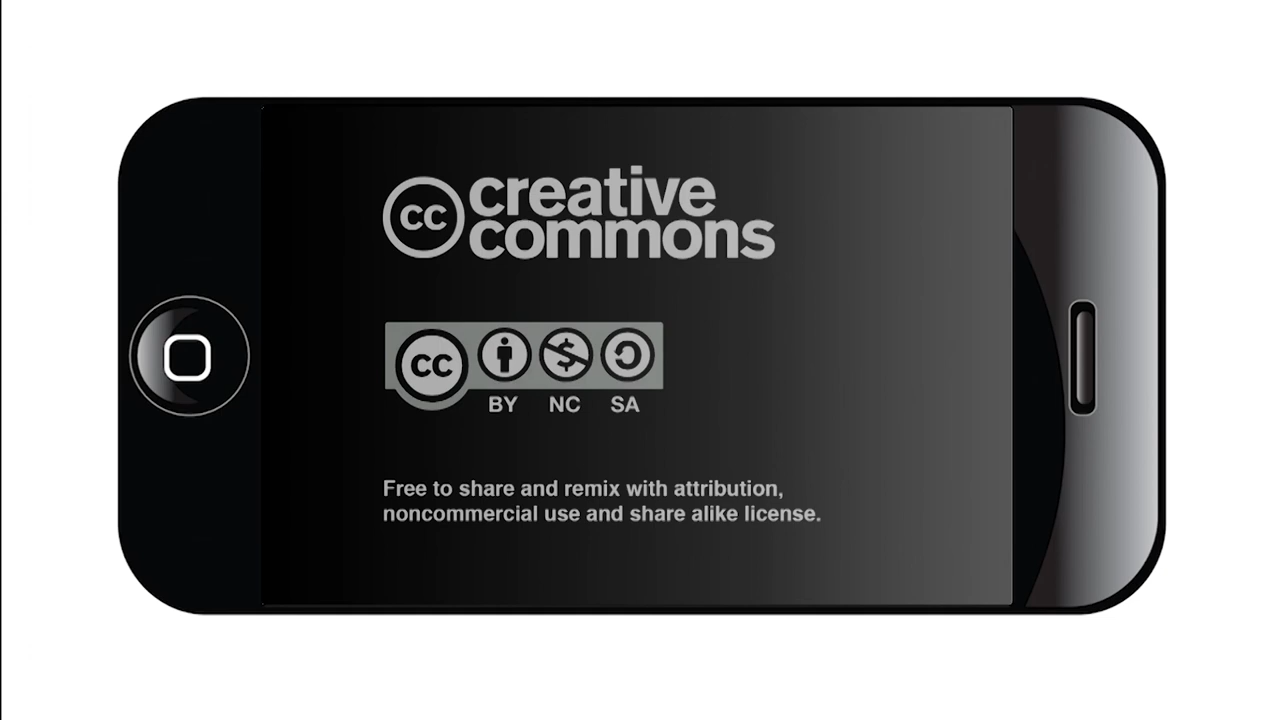 cc creative
commons
cc
BY NC SA
Free to share and remix with attribution,
noncommercial use and share alike license.